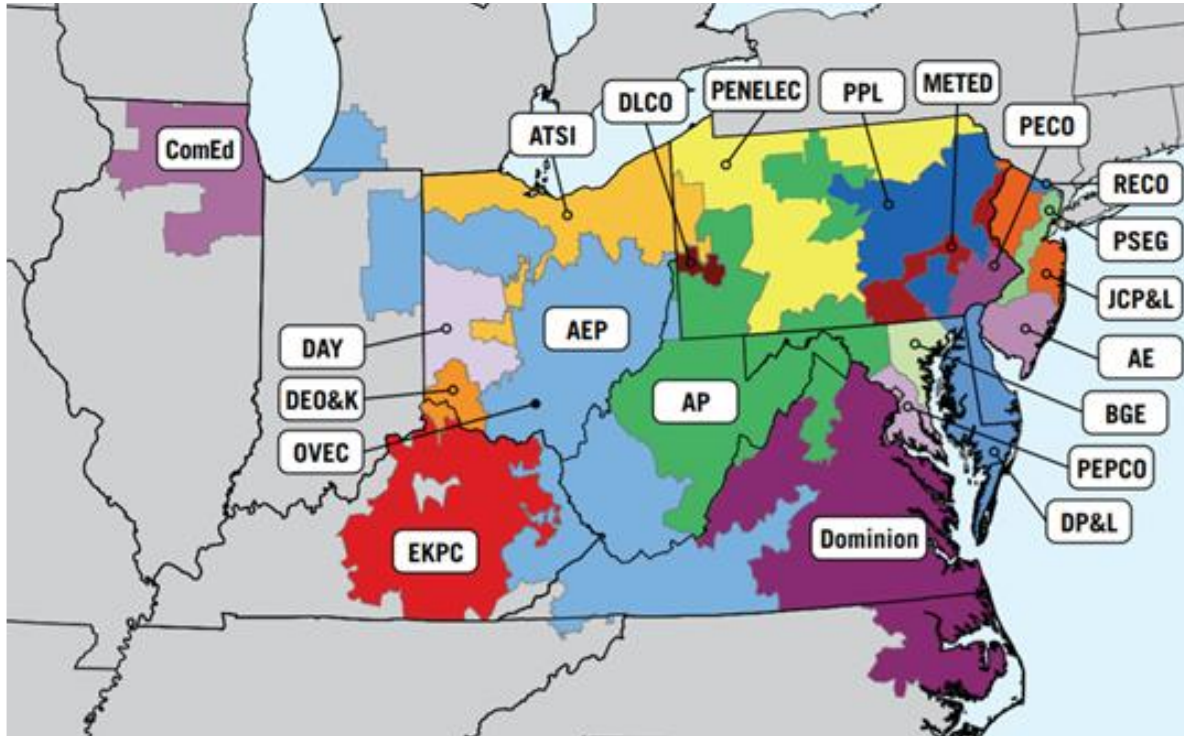 ComEd
ATSI
DLCO
PENELEC
PPL
METED
PECO
RECO
PSEG
JCP&L
AE
BGE
PEPCO
DP&L
DAY
DEO&K
OVEC
AEP
AP
EKPC
Dominion